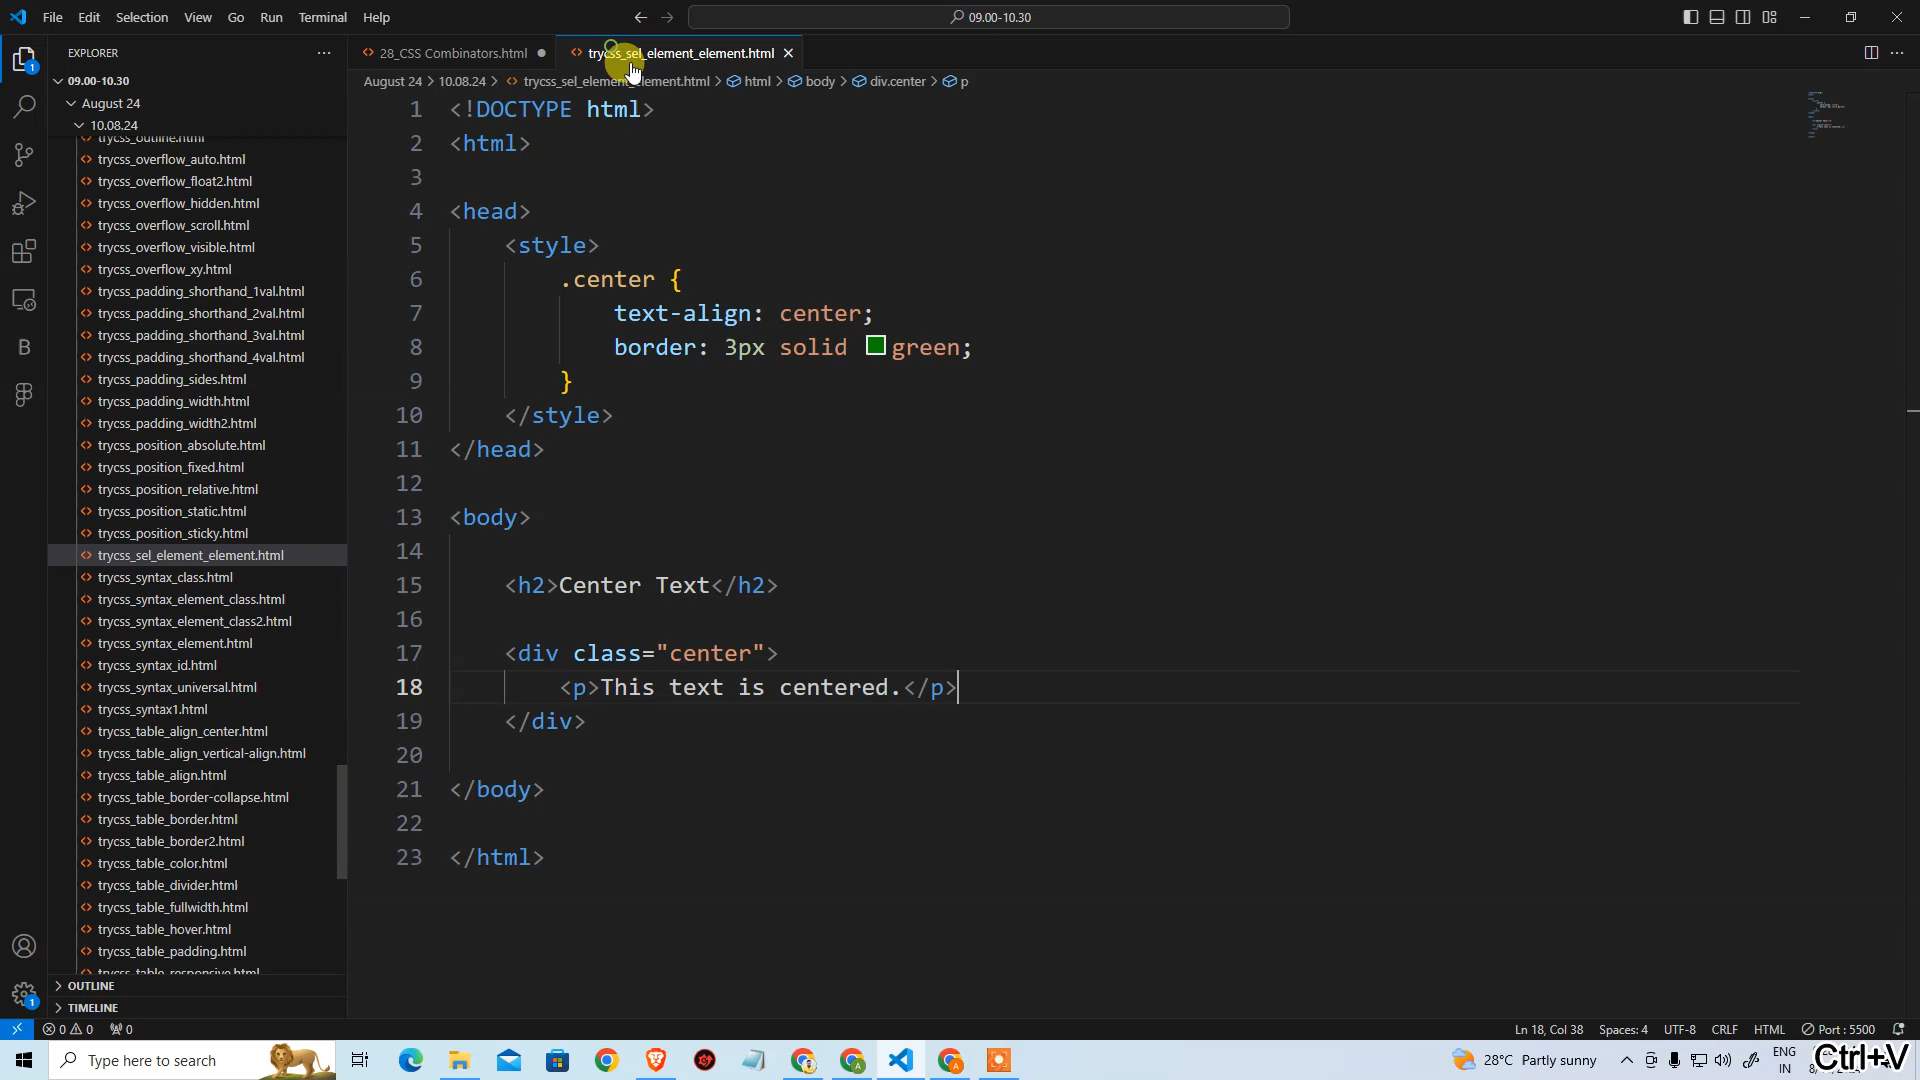 File Edit Selection View Go Run Terminal Help
09.00-10.30
EXPLORER
28_CSS Combinators.html
trycss_sel_element_element.html
09.00-10.30
August 24 > 10.08.24 > trycss_sel_element_element.html > html > body > div.center > p
August 24
10.08.24
trycss_outline.html
trycss_overflow_auto.html
trycss_overflow_float2.html
trycss_overflow_hidden.html
trycss_overflow_scroll.html
trycss_overflow_visible.html
trycss_overflow_xy.html
trycss_padding_shorthand_1val.html
trycss_padding_shorthand_2val.html
trycss_padding_shorthand_3val.html
trycss_padding_shorthand_4val.html
trycss_padding_sides.html
trycss_padding_width.html
trycss_padding_width2.html
trycss_position_absolute.html
trycss_position_fixed.html
trycss_position_relative.html
trycss_position_static.html
trycss_position_sticky.html
trycss_sel_element_element.html
trycss_syntax_class.html
trycss_syntax_element_class.html
trycss_syntax_element_class2.html
trycss_syntax_element.html
trycss_syntax_id.html
trycss_syntax_universal.html
trycss_syntax1.html
trycss_table_align_center.html
trycss_table_align_vertical-align.html
trycss_table_align.html
trycss_table_border-collapse.html
trycss_table_border.html
trycss_table_border2.html
trycss_table_color.html
trycss_table_divider.html
trycss_table_fullwidth.html
trycss_table_hover.html
trycss_table_padding.html
trycss_table_responsive.html
OUTLINE
TIMELINE
1 <!DOCTYPE html>
2 <html>
3
4 <head>
5 <style>
6 .center {
7 text-align: center;
8 border: 3px solid green;
9 }
10 </style>
11 </head>
12
13 <body>
14
15 <h2>Center Text</h2>
16
17 <div class="center">
18 <p>This text is centered.</p>
19 </div>
20
21 </body>
22
23 </html>
0 0 0
Ln 18, Col 38 Spaces: 4 UTF-8 CRLF HTML Port : 5500
Type here to search
28°C Partly sunny
ENG
IN
Ctrl+V